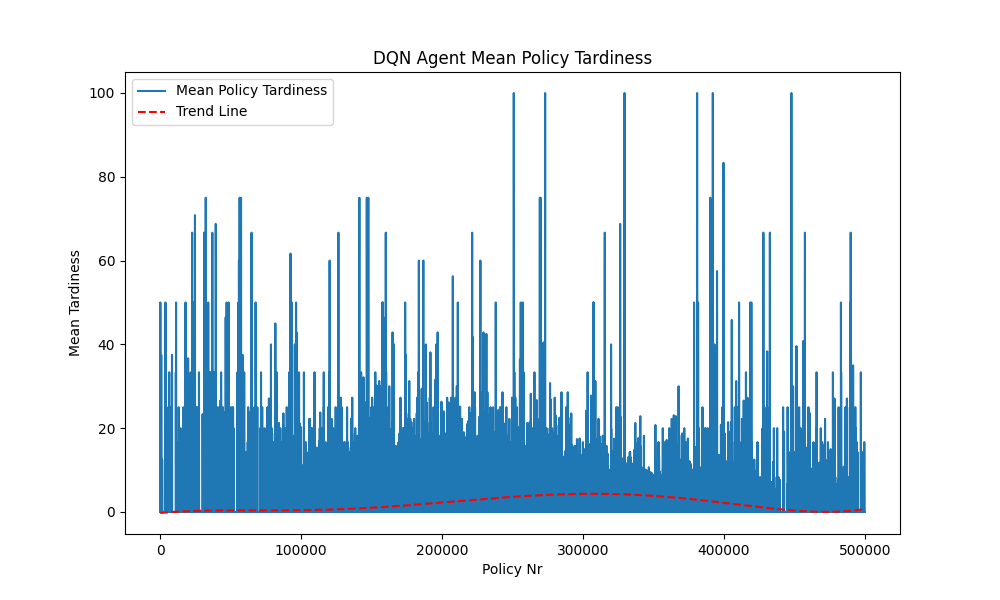 DQN Agent Mean Policy Tardiness
Mean Policy Tardiness
Trend Line
100
80
60
40
20
0
Mean Tardiness
0
100000
200000
300000
400000
500000
Policy Nr